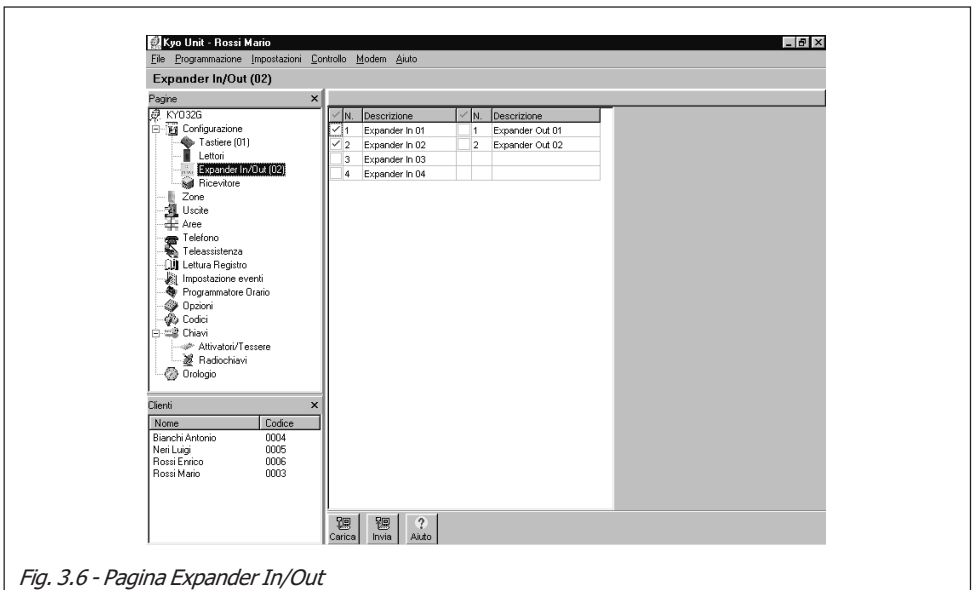 Kyo Unit - Rossi Mario
File Programmazione Impostazioni Controllo Modem Aiuto
Expander In/Out (02)
Pagine
KYO32G
Configurazione
Tastiere (01)
Lettori
Expander In/Out (02)
Ricevitore
Zone
Uscite
Aree
Telefono
Teleassistenza
Lettura Registro
Impostazione eventi
Programmatore Orario
Opzioni
Codici
Chiavi
Attivatori/Tessere
Radiochiavi
Orologio
Clienti
Nome Codice
Bianchi Antonio 0004
Neri Luigi 0005
Rossi Enrico 0006
Rossi Mario 0003
N. Descrizione N. Descrizione
1 Expander In 01 1 Expander Out 01
2 Expander In 02 2 Expander Out 02
3 Expander In 03
4 Expander In 04
Carica Invia Aiuto
Fig. 3.6 - Pagina Expander In/Out